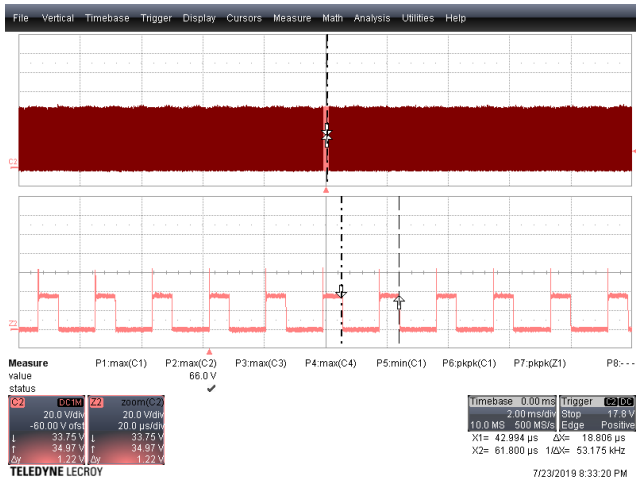 File Vertical Timebase Trigger Display Cursors Measure Math Analysis Utilities Help
C2
Z2
Measure P1:max(C1) P2:max(C2) P3:max(C3) P4:max(C4) P5:min(C1) P6:pkpk(C1) P7:pkpk(Z1) P8:- - -
value 66.0 V
status ✔
C2 DC1M Z2 zoom(C2) Timebase 0.00 ms Trigger C2 DC
20.0 V/div 20.0 V/div 2.00 ms/div Stop 17.8 V
-60.00 V ofst 20.0 µs/div 10.0 MS 500 MS/s Edge Positive
↓ 33.75 V ↓ 33.75 V X1= 42.994 µs ΔX= 18.806 µs
↑ 34.97 V ↑ 34.97 V X2= 61.800 µs 1/ΔX= 53.175 kHz
Δy 1.22 V Δy 1.22 V
TELEDYNE LECROY 7/23/2019 8:33:20 PM